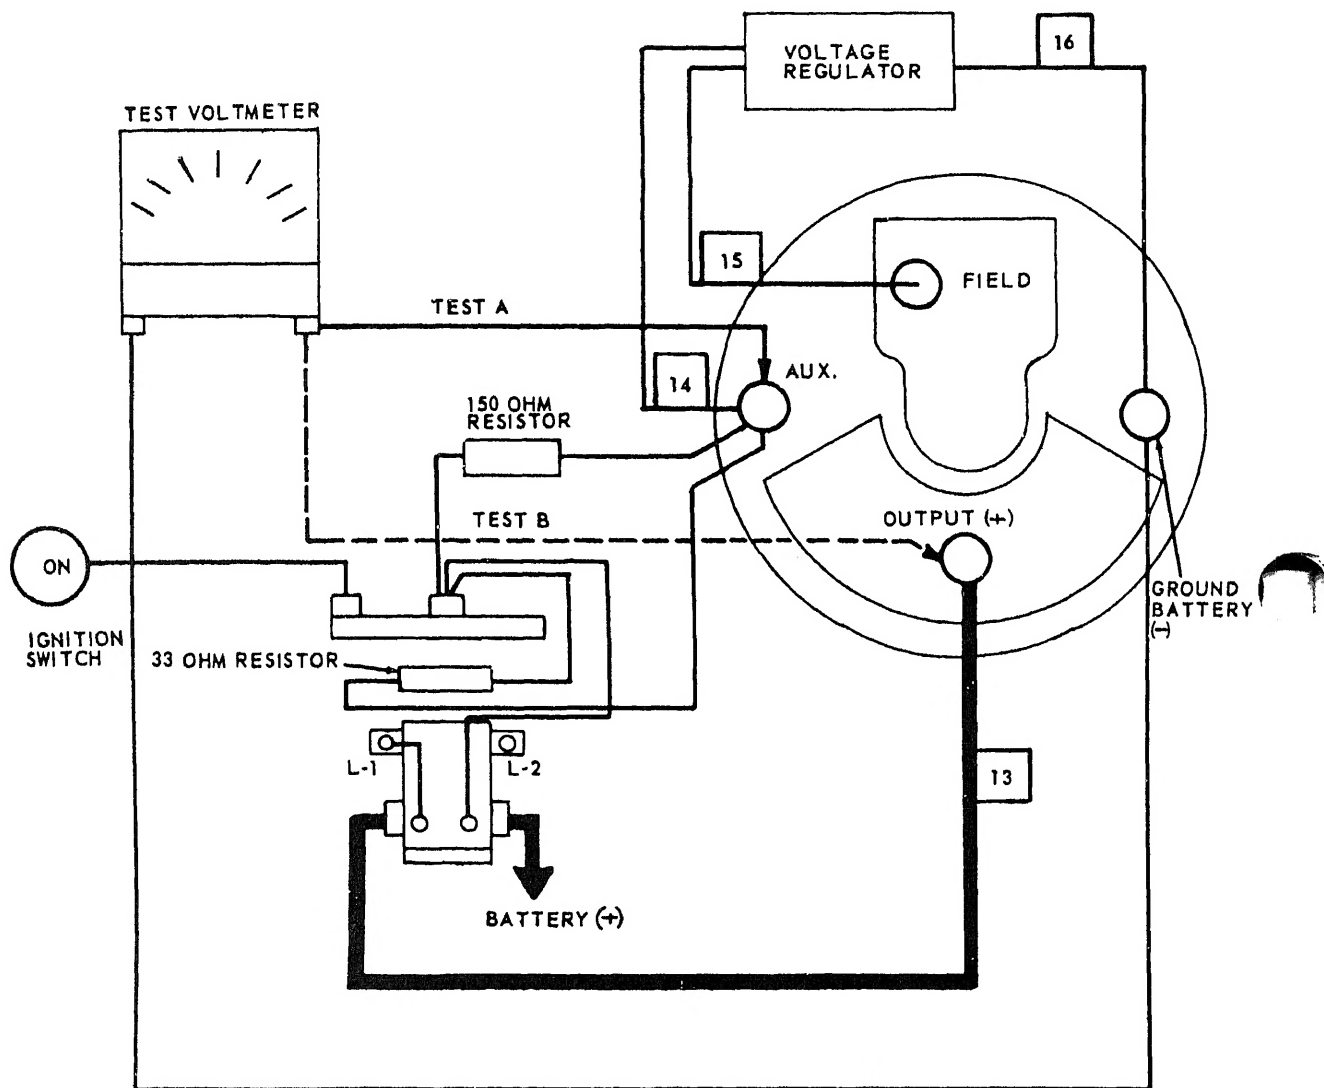 VOLTAGE
REGULATOR
16
TEST VOLTMETER
15
FIELD
TEST A
14
AUX.
150 OHM
RESISTOR
TEST B
OUTPUT (+)
ON
IGNITION
SWITCH
GROUND
BATTERY
(-)
33 OHM RESISTOR
L-1
L-2
13
BATTERY (+)